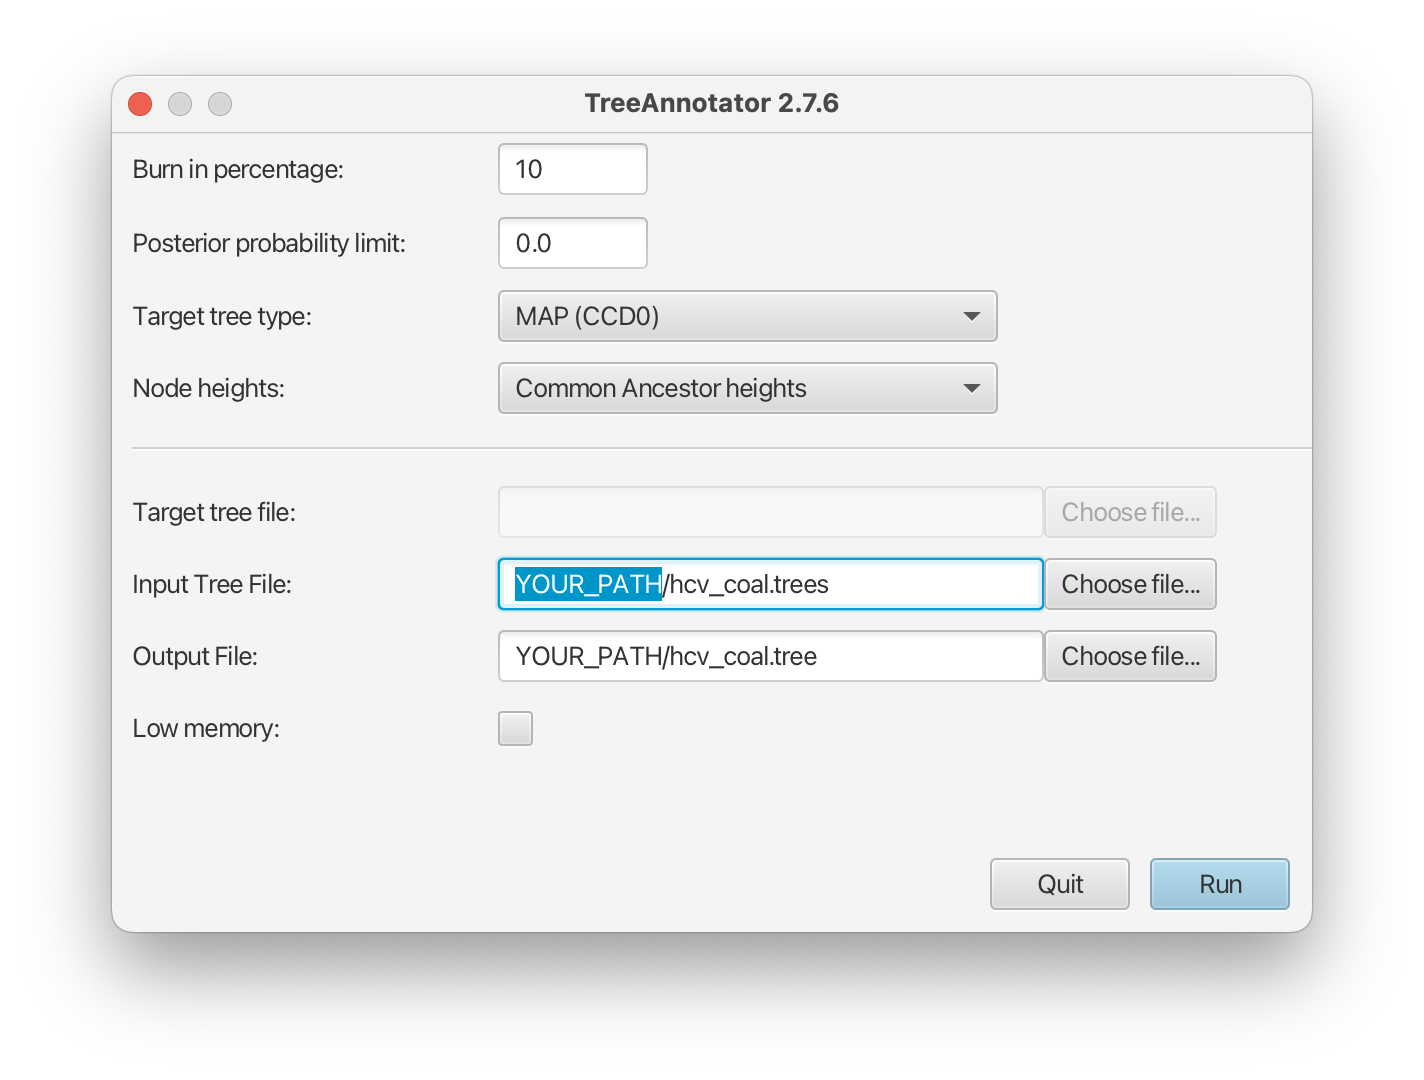 TreeAnnotator 2.7.6
Burn in percentage: 10
Posterior probability limit: 0.0
Target tree type: MAP (CCD0)
Node heights: Common Ancestor heights
Target tree file: Choose file...
Input Tree File: YOUR_PATH/hcv_coal.trees Choose file...
Output File: YOUR_PATH/hcv_coal.tree Choose file...
Low memory:
Quit Run